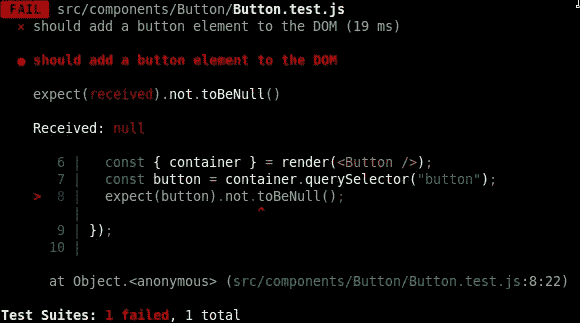 FAIL src/components/Button/Button.test.js
× should add a button element to the DOM (19 ms)
● should add a button element to the DOM
expect(received).not.toBeNull()
Received: null
6 | const { container } = render(<Button />);
7 | const button = container.querySelector("button");
> 8 | expect(button).not.toBeNull();
| ^
9 | });
10 |
at Object.<anonymous> (src/components/Button/Button.test.js:8:22)
Test Suites: 1 failed, 1 total